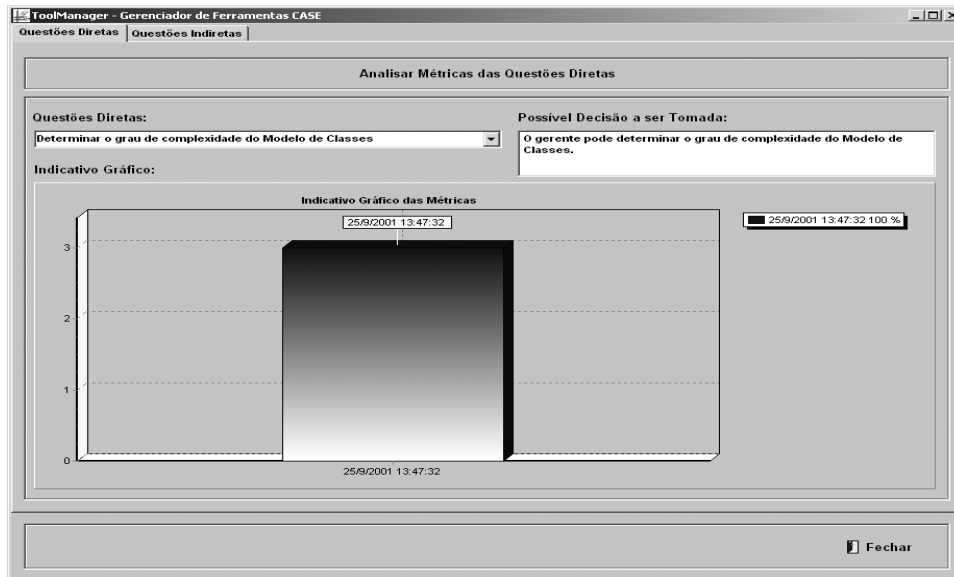 ToolManager - Gerenciador de Ferramentas CASE
Questões Diretas Questões Indiretas
Analisar Métricas das Questões Diretas
Questões Diretas:
Determinar o grau de complexidade do Modelo de Classes
Possível Decisão a ser Tomada:
O gerente pode determinar o grau de complexidade do Modelo de
Classes.
Indicativo Gráfico:
Indicativo Gráfico das Métricas
25/9/2001 13:47:32
25/9/2001 13:47:32 100 %
3
2
1
0
25/9/2001 13:47:32
Fechar